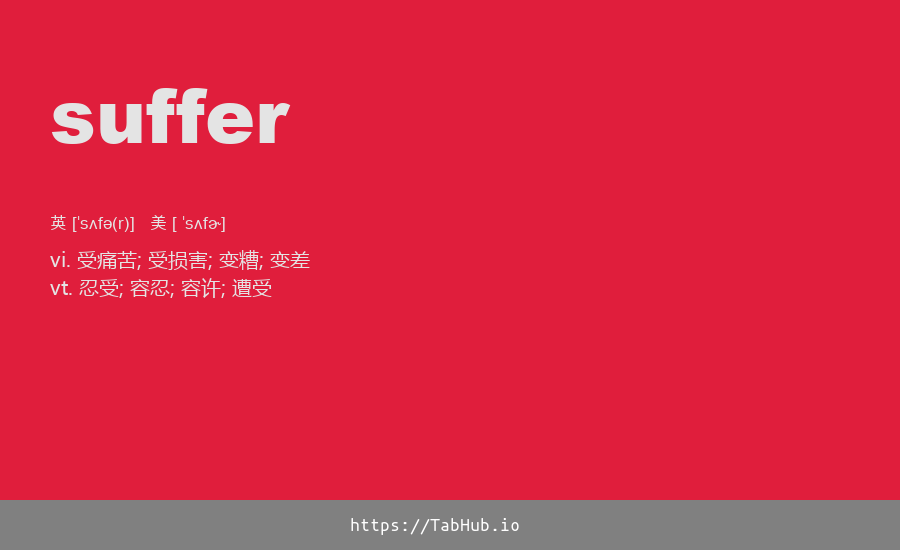 suffer
英 [ˈsʌfə(r)] 美 [ ˈsʌfɚ]
vi. 受痛苦; 受损害; 变糟; 变差
vt. 忍受; 容忍; 容许; 遭受
https://TabHub.io